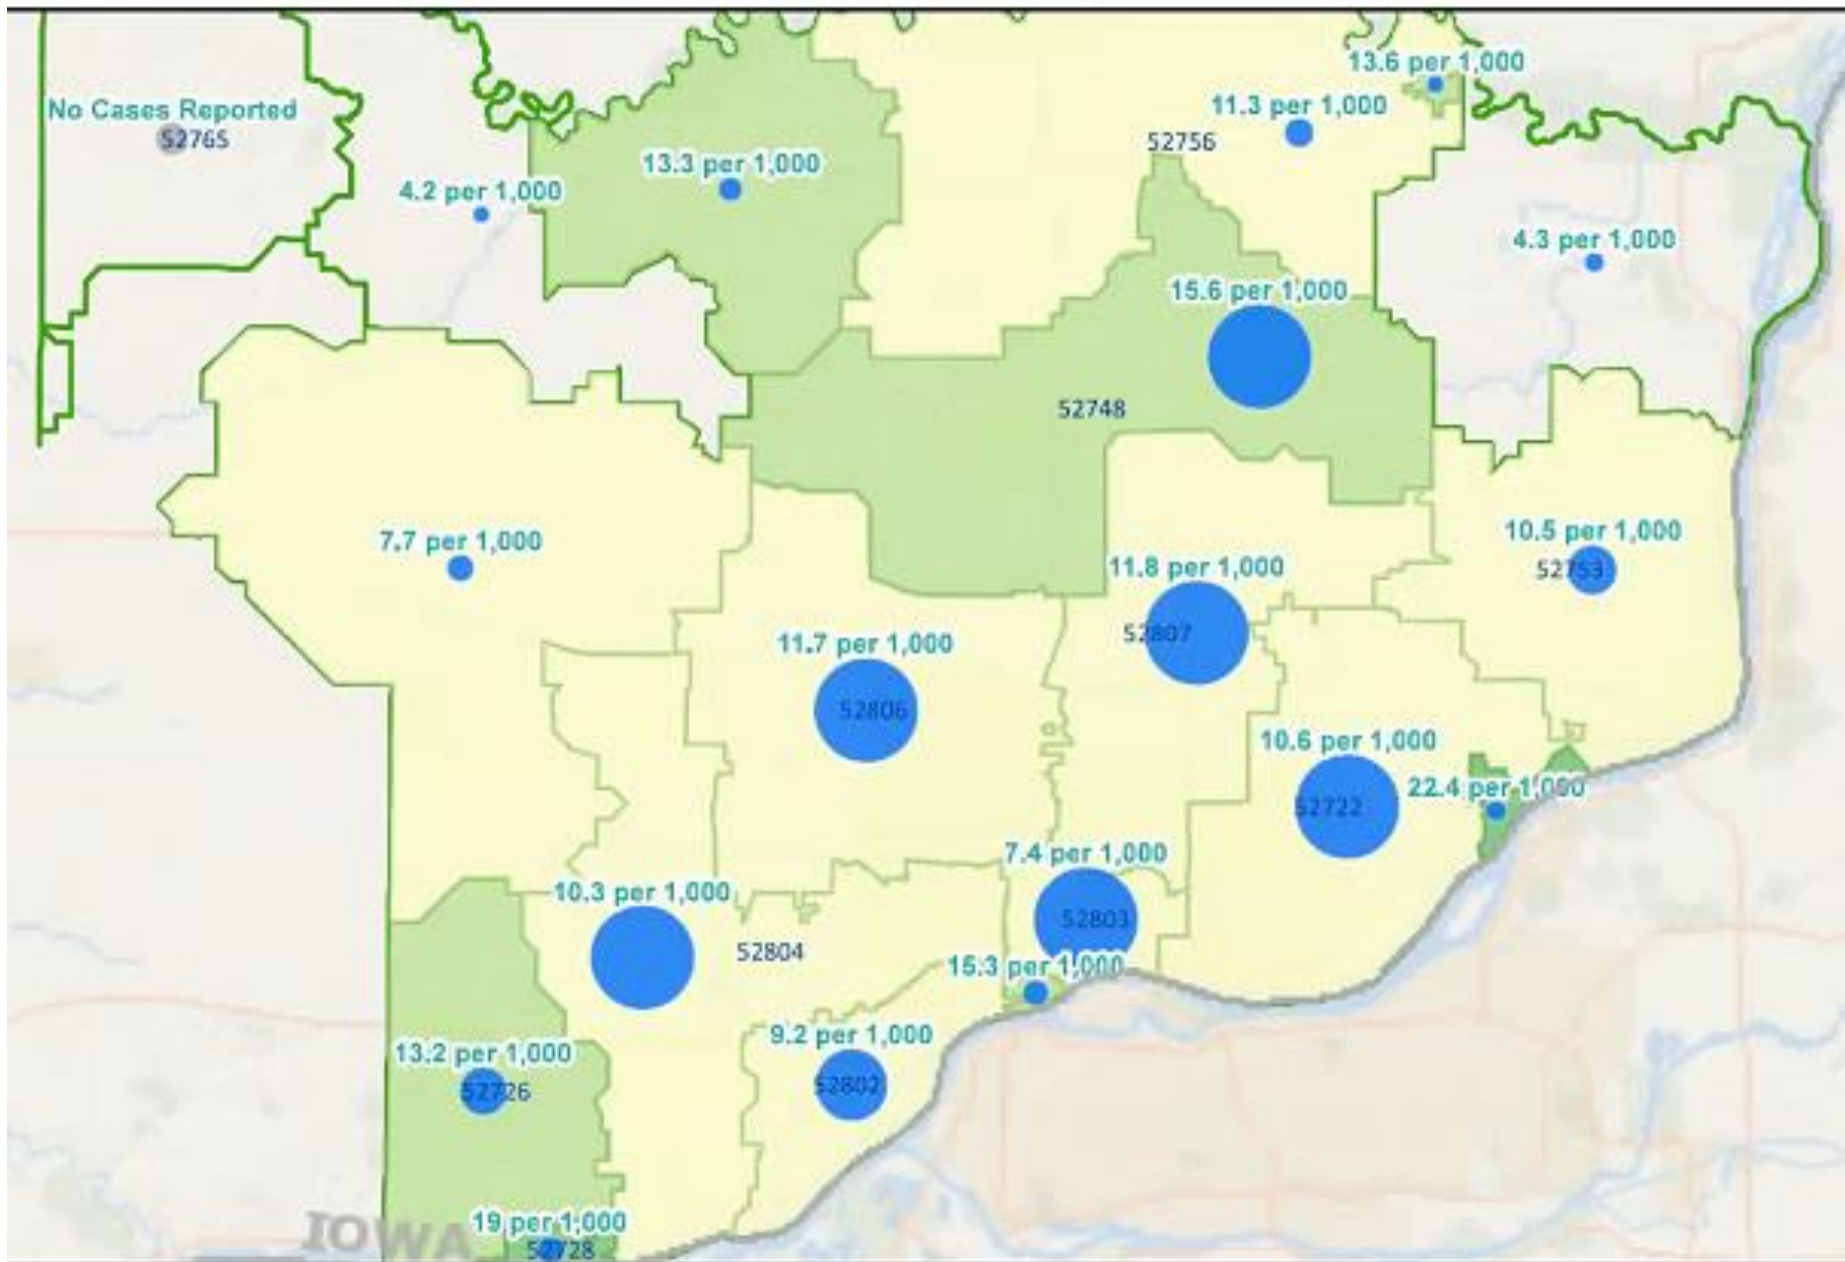 13.6 per 1,000
11.3 per 1,000
No Cases Reported
52765
52756
13.3 per 1,000
4.2 per 1,000
4.3 per 1,000
15.6 per 1,000
52748
7.7 per 1,000
10.5 per 1,000
52753
11.8 per 1,000
52807
11.7 per 1,000
52806
10.6 per 1,000
22.4 per 1,000
52722
7.4 per 1,000
10.3 per 1,000
52803
52804
15.3 per 1,000
9.2 per 1,000
13.2 per 1,000
52802
52726
19 per 1,000
IOWA
52728